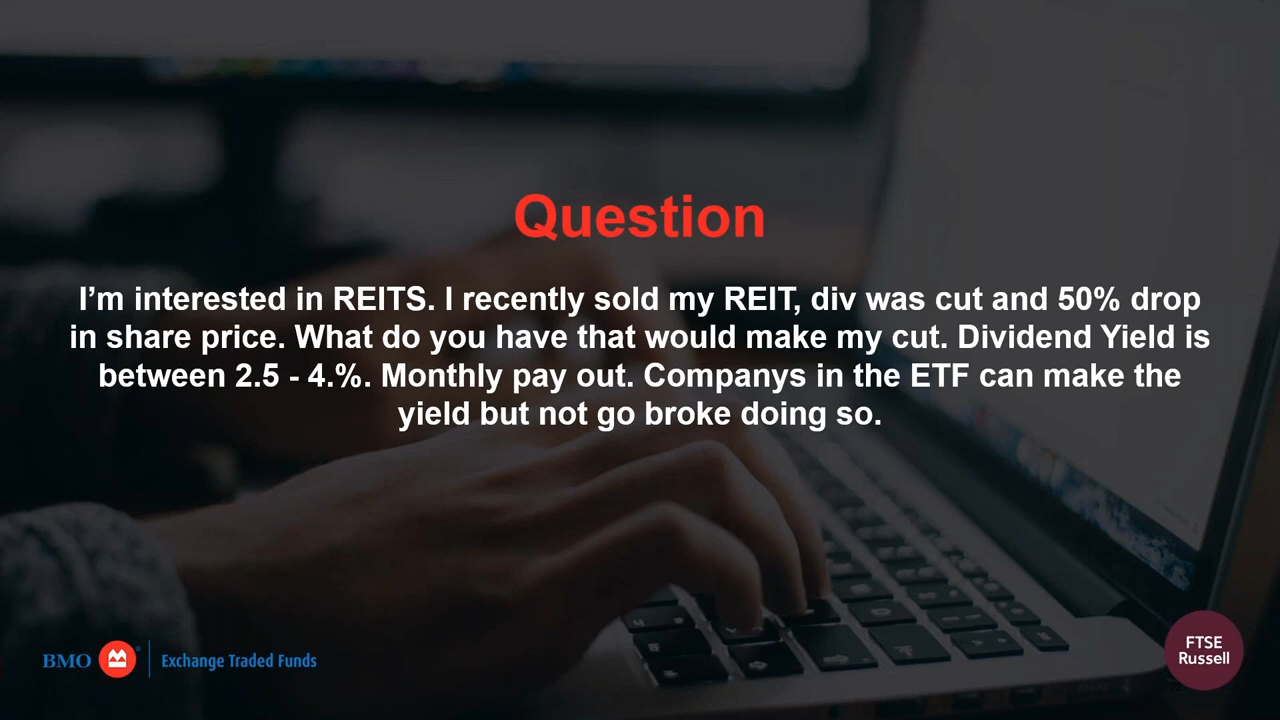 Question
I’m interested in REITS. I recently sold my REIT, div was cut and 50% drop
in share price. What do you have that would make my cut. Dividend Yield is
between 2.5 - 4.%. Monthly pay out. Companys in the ETF can make the
yield but not go broke doing so.
BMO Exchange Traded Funds
FTSE
Russell